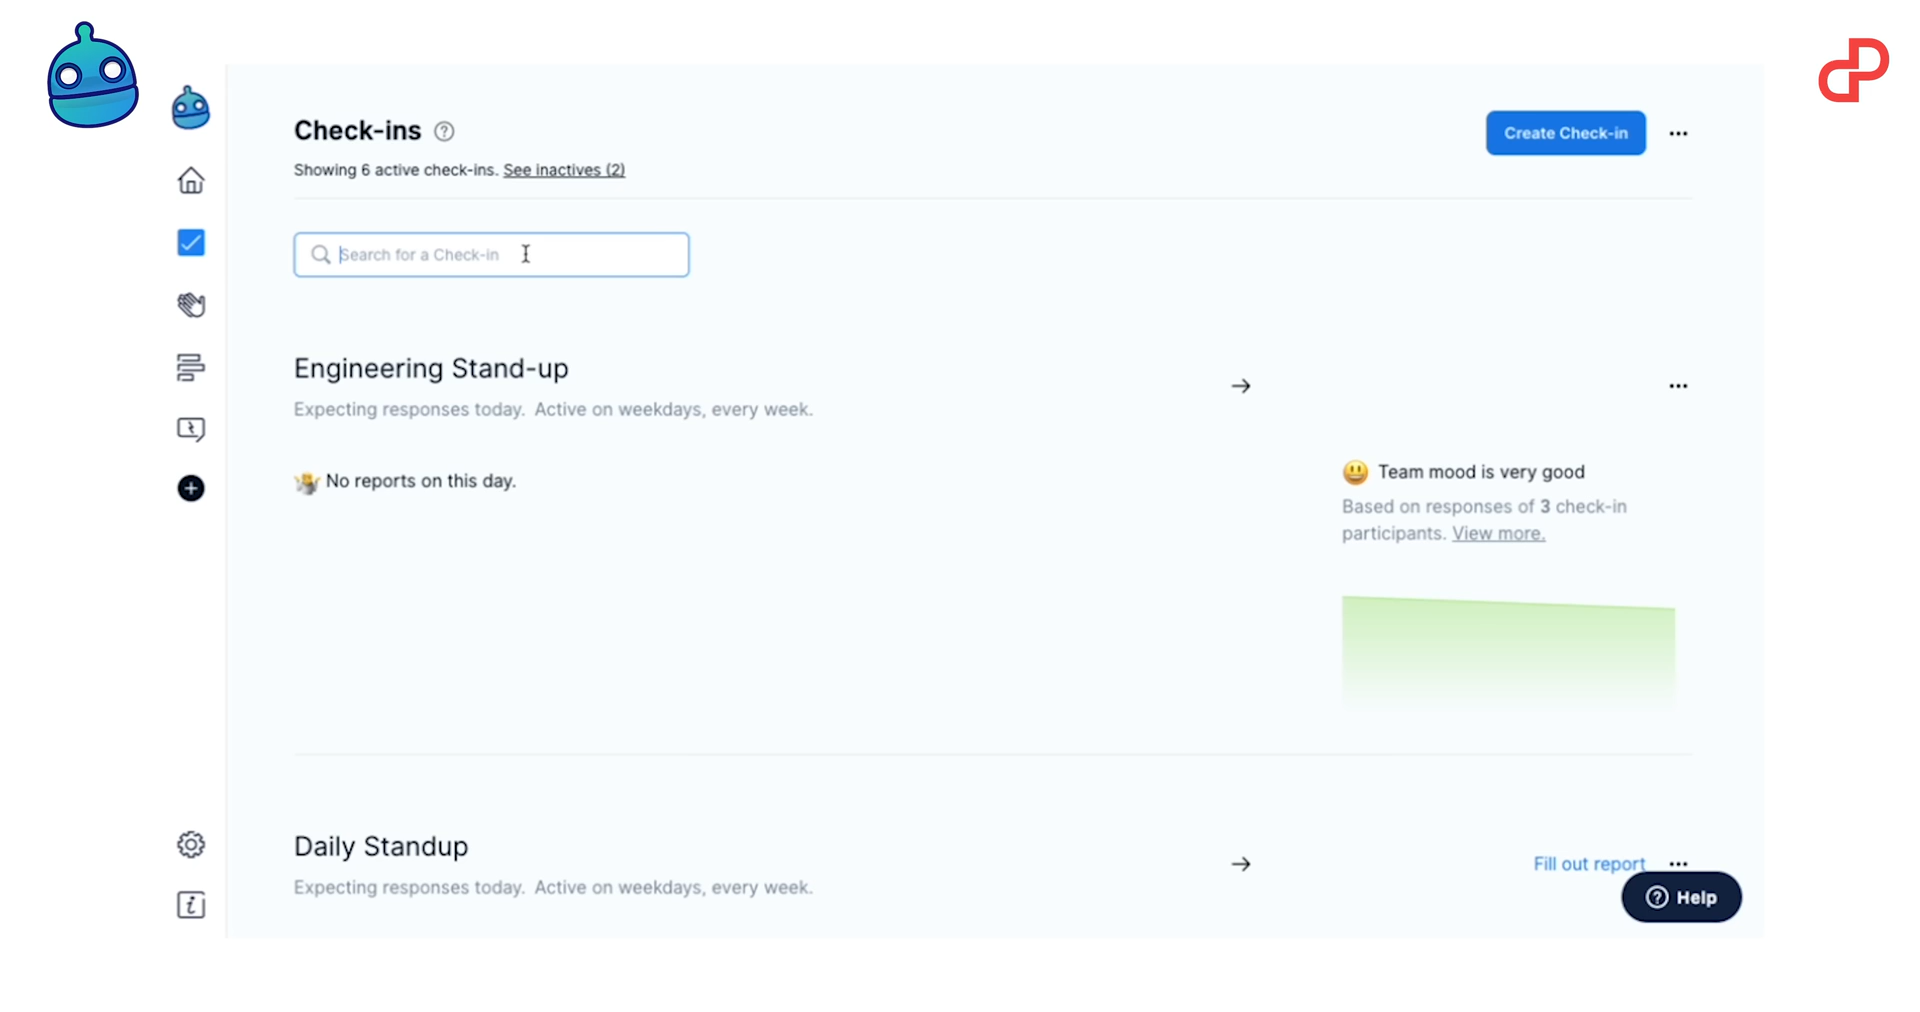 Check-ins
Create Check-in
Showing 6 active check-ins. See inactives (2)
Search for a Check-in
Engineering Stand-up
Expecting responses today. Active on weekdays, every week.
No reports on this day.
Team mood is very good
Based on responses of 3 check-in
participants. View more.
Daily Standup
Fill out report
Expecting responses today. Active on weekdays, every week.
Help